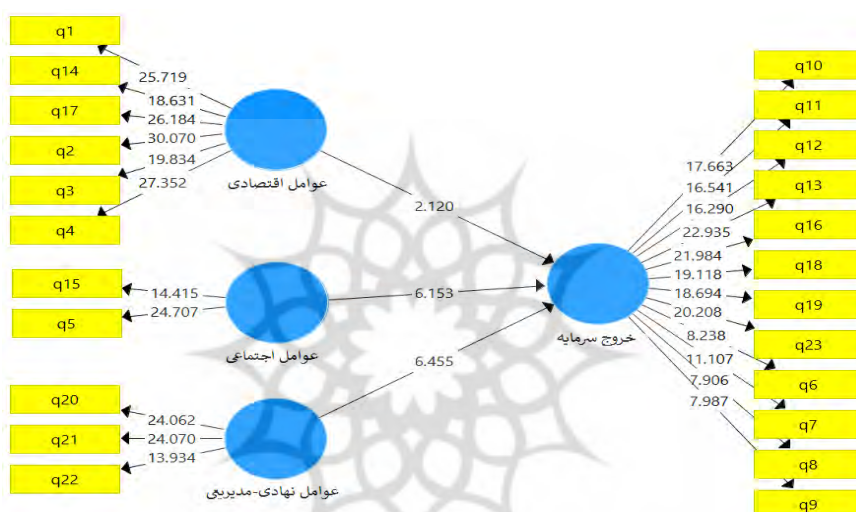 q1
q14
q17
q2
q3
q4
25.719
18.631
26.184
30.070
19.834
27.352
عوامل اقتصادی
2.120
q15
q5
14.415
24.707
عوامل اجتماعی
6.153
q20
q21
q22
24.062
24.070
13.934
عوامل نهادی-مدیریعی
6.455
خروج سرمایه
17.663
16.541
16.290
22.935
21.984
19.118
18.694
20.208
8.238
11.107
7.906
7.987
q10
q11
q12
q13
q16
q18
q19
q23
q6
q7
q8
q9